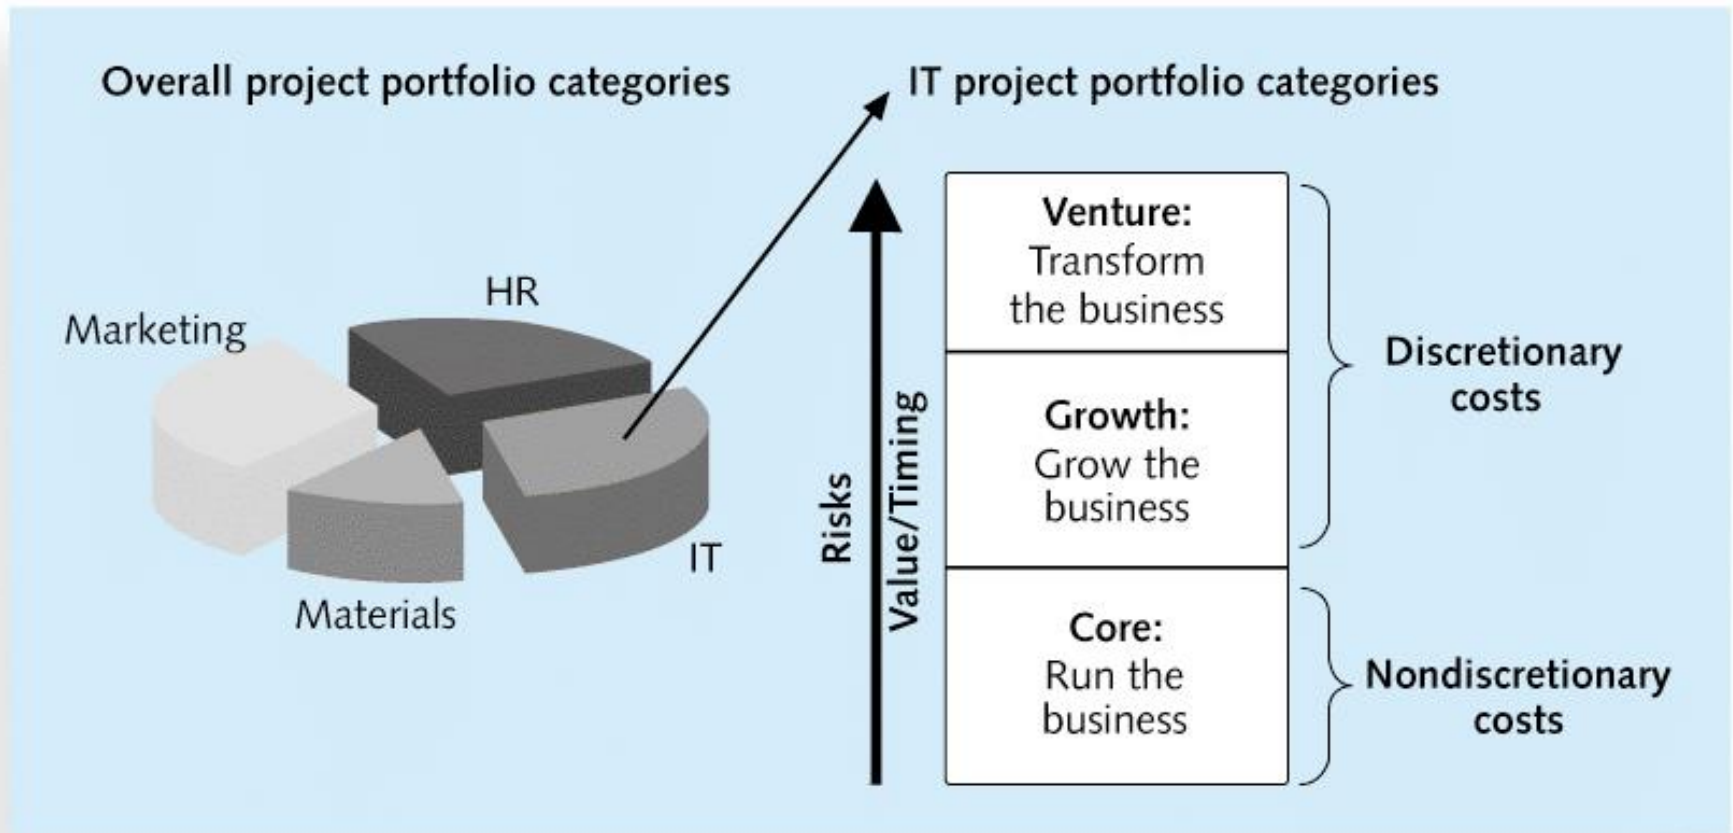 Overall project portfolio categories
IT project portfolio categories
HR
Marketing
IT
Materials
Risks
Value/Timing
Venture:
Transform
the business
Growth:
Grow the
business
Core:
Run the
business
Discretionary
costs
Nondiscretionary
costs